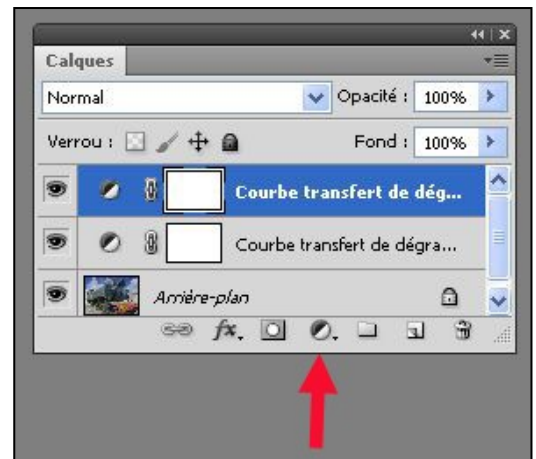 Calques
Normal Opacité : 100%
Verrou : Fond : 100%
Courbe transfert de dég...
Courbe transfert de dégra...
Arrière-plan
fx.